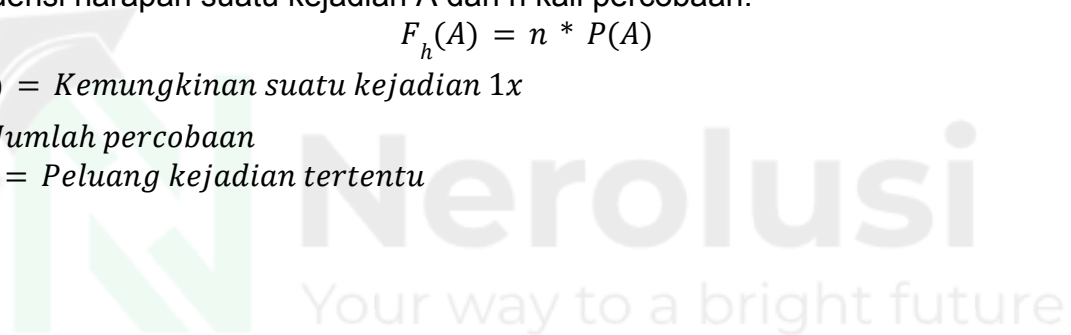 harapan suatu kejadian A dari n kali percobaan.
F_h(A) = n * P(A)
= Kemungkinan suatu kejadian 1x
Jumlah percobaan
= Peluang kejadian tertentu
Nerolusi
Your way to a bright future